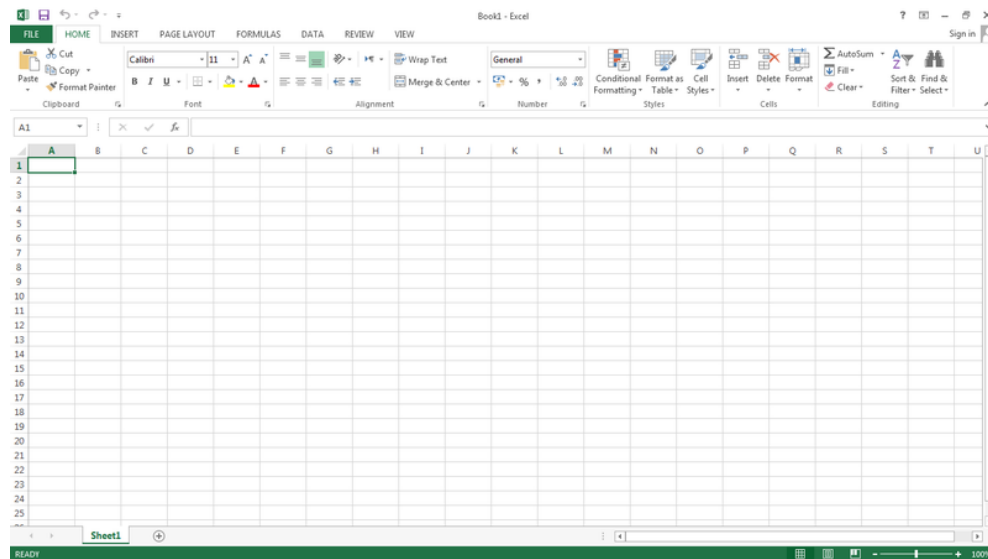 Book1 - Excel
FILE HOME INSERT PAGE LAYOUT FORMULAS DATA REVIEW VIEW Sign in
Cut
Copy
Format Painter
Paste
Calibri 11
B I U
Wrap Text
Merge & Center
General
% ,
Conditional Formatting
Format as Table
Cell Styles
Insert Delete Format
AutoSum
Fill
Clear
Sort & Filter
Find & Select
Clipboard Font Alignment Number Styles Cells Editing
A1 fx
A B C D E F G H I J K L M N O P Q R S T U
1
2
3
4
5
6
7
8
9
10
11
12
13
14
15
16
17
18
19
20
21
22
23
24
25
Sheet1
READY 100%